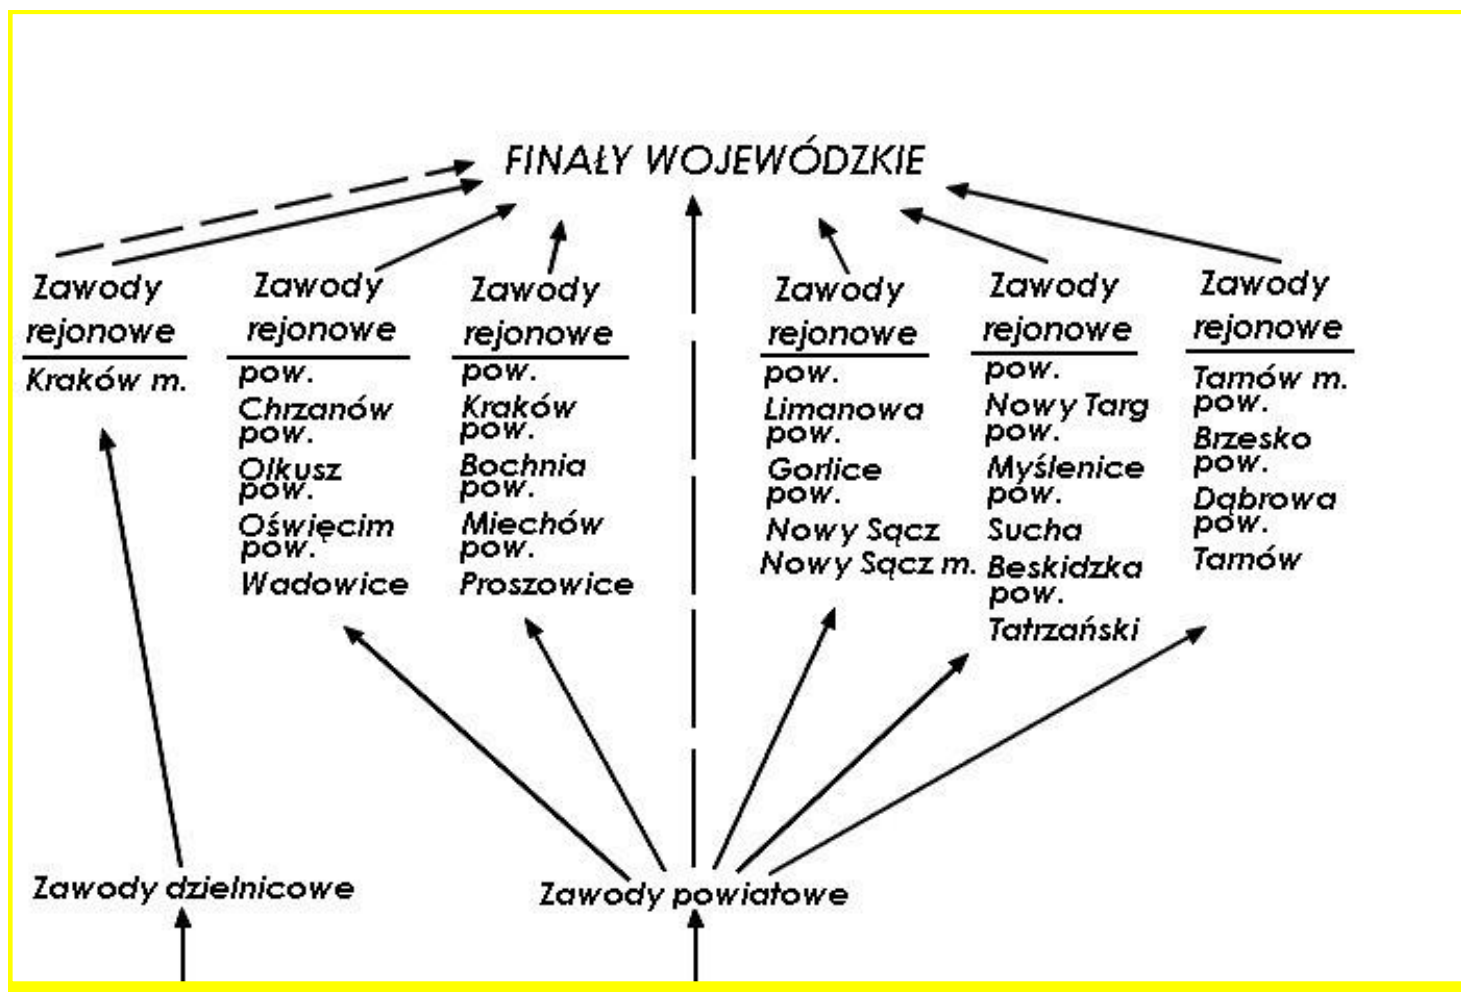 FINAŁY WOJEWÓDZKIE
Zawody
rejonowe
Kraków m.
Zawody
rejonowe
pow.
Chrzanów
pow.
Olkusz
pow.
Oświęcim
pow.
Wadowice
Zawody
rejonowe
pow.
Kraków
pow.
Bochnia
pow.
Miechów
pow.
Proszowice
Zawody
rejonowe
pow.
Limanowa
pow.
Gorlice
pow.
Nowy Sącz
Nowy Sącz m.
Zawody
rejonowe
pow.
Nowy Targ
pow.
Myślenice
pow.
Sucha
Beskidzka
pow.
Tatrzański
Zawody
rejonowe
Tarnów m.
pow.
Brzesko
pow.
Dąbrowa
pow.
Tarnów
Zawody dzielnicowe
Zawody powiatowe